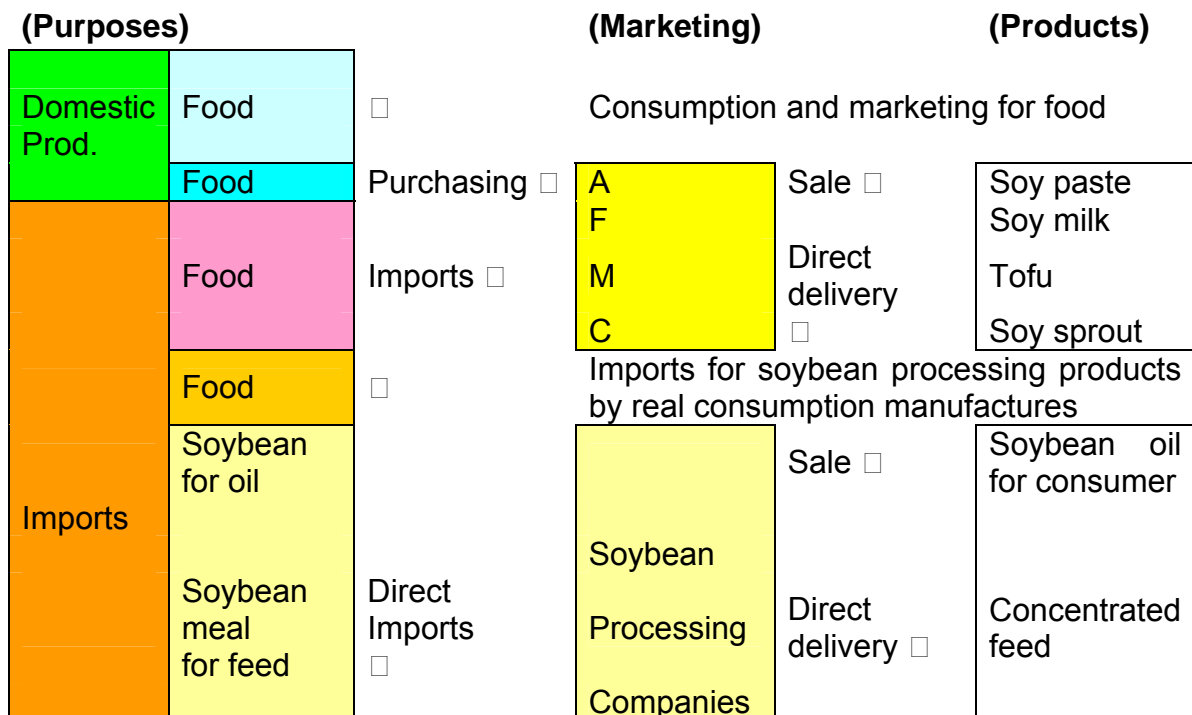 (Purposes) (Marketing) (Products)
Domestic Prod. Food □ Consumption and marketing for food
Food Purchasing □ A Sale □ Soy paste
F Soy milk
Food Imports □ M Direct delivery □ Tofu
C Soy sprout
Food □ Imports for soybean processing products
by real consumption manufactures
Imports
Soybean
for oil
Sale □
Soybean oil
for consumer
Soybean
meal
for feed
Direct
Imports
□
Soybean
Processing
Companies
Direct
delivery □
Concentrated
feed